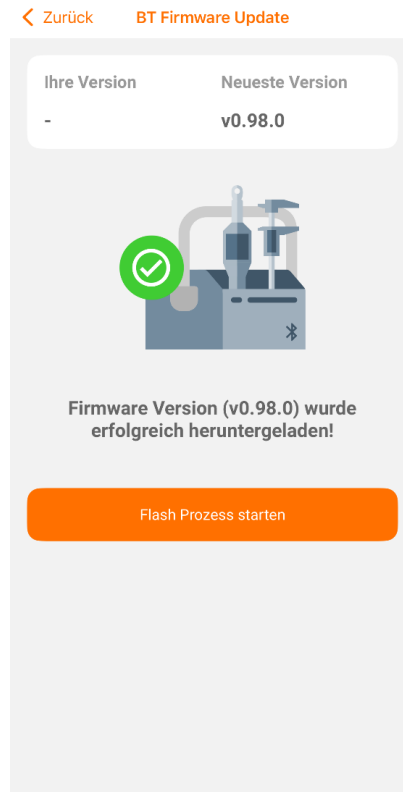 Zurück BT Firmware Update
Ihre Version Neueste Version
- v0.98.0
Firmware Version (v0.98.0) wurde
erfolgreich heruntergeladen!
Flash Prozess starten